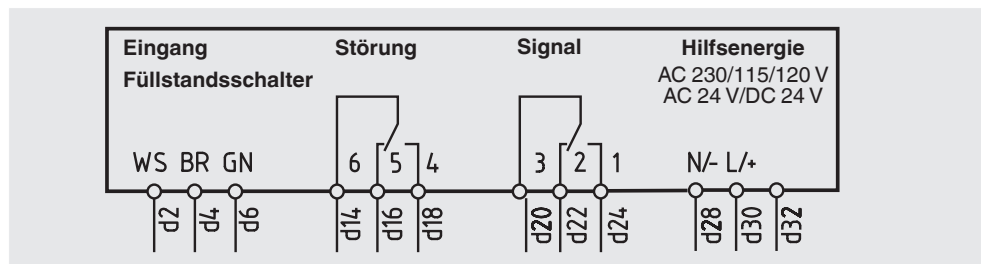 Eingang Störung Signal Hilfsenergie
Füllstandsschalter AC 230/115/120 V
AC 24 V/DC 24 V
WS BR GN 6 5 4 3 2 1 N/- L/+
d2 d4 d6 d14 d16 d18 d20 d22 d24 d28 d30 d32